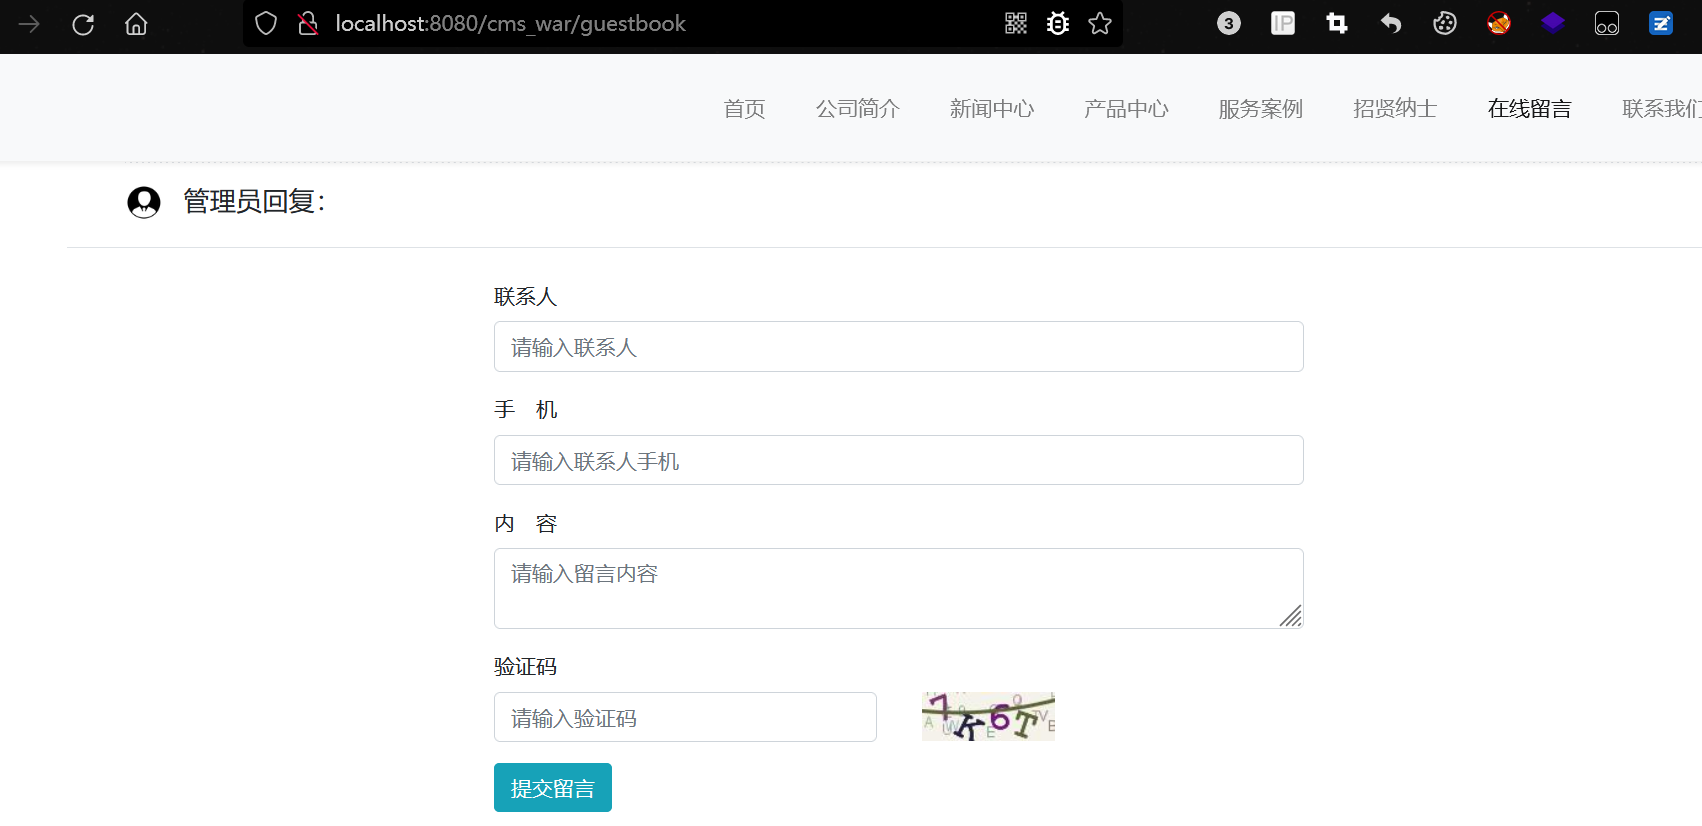 localhost:8080/cms_war/guestbook
3 IP
首页 公司简介 新闻中心 产品中心 服务案例 招贤纳士 在线留言 联系我们
管理员回复：
联系人
请输入联系人
手 机
请输入联系人手机
内 容
请输入留言内容
验证码
请输入验证码
7K6T
提交留言